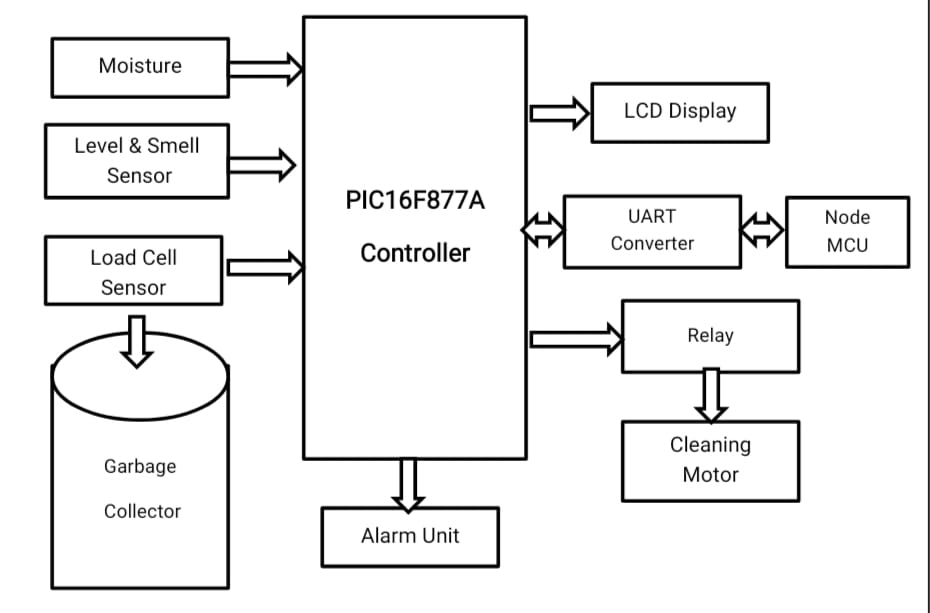 Moisture
Level & Smell
Sensor
Load Cell
Sensor
Garbage
Collector
PIC16F877A
Controller
Alarm Unit
LCD Display
UART
Converter
Node
MCU
Relay
Cleaning
Motor